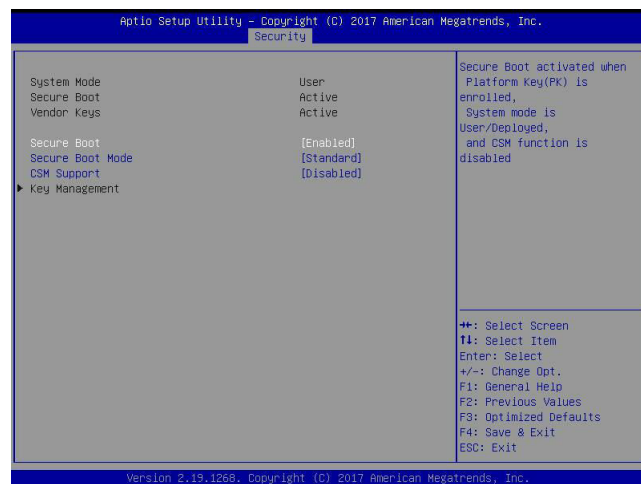 Aptio Setup Utility – Copyright (C) 2017 American Megatrends, Inc.
Security
System Mode User
Secure Boot Active
Vendor Keys Active
Secure Boot [Enabled]
Secure Boot Mode [Standard]
CSM Support [Disabled]
Key Management
Secure Boot activated when
Platform Key(PK) is
enrolled,
System mode is
User/Deployed,
and CSM function is
disabled
→←: Select Screen
↑↓: Select Item
Enter: Select
+/-: Change Opt.
F1: General Help
F2: Previous Values
F3: Optimized Defaults
F4: Save & Exit
ESC: Exit
Version 2.19.1268. Copyright (C) 2017 American Megatrends, Inc.